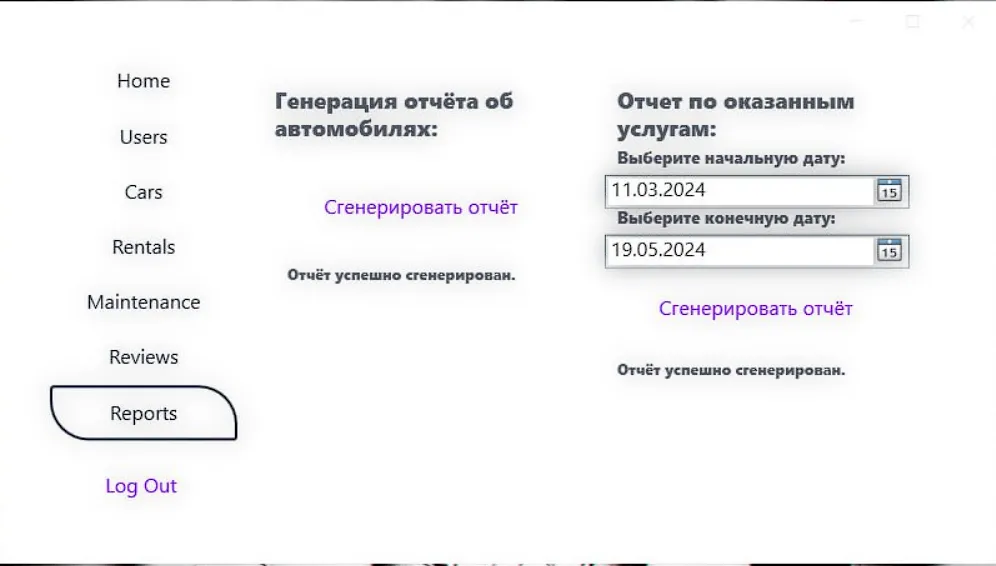 Home
Users
Cars
Rentals
Maintenance
Reviews
Reports
Log Out
Генерация отчёта об
автомобилях:
Сгенерировать отчёт
Отчёт успешно сгенерирован.
Отчет по оказанным
услугам:
Выберите начальную дату:
11.03.2024
15
Выберите конечную дату:
19.05.2024
15
Сгенерировать отчёт
Отчёт успешно сгенерирован.